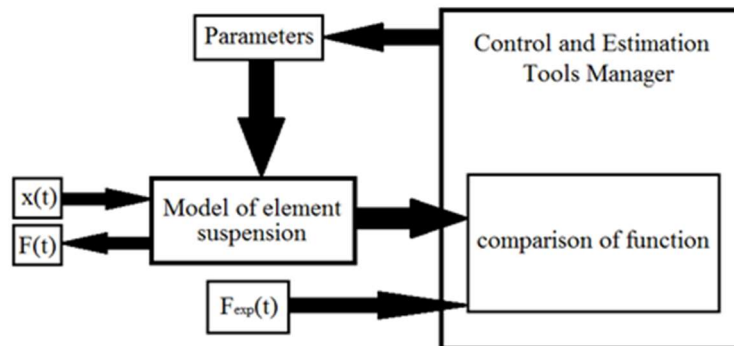 Parameters
Control and Estimation
Tools Manager
x(t)
F(t)
Model of element
suspension
comparison of function
Fexp(t)